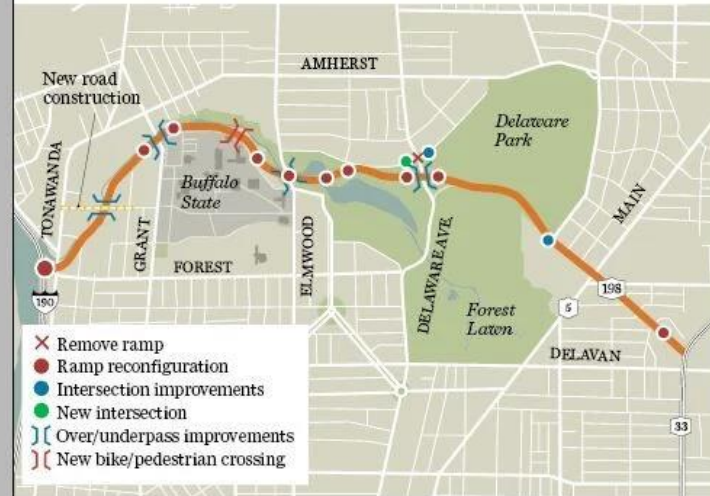 AMHERST
New road
construction
Delaware
Park
TONAWANDA
Buffalo
State
MAIN
GRANT
ELMWOOD
DELAWARE AVE.
FOREST
198
190
5
Forest
Lawn
DELAVAN
Remove ramp
Ramp reconfiguration
Intersection improvements
New intersection
Over/underpass improvements
New bike/pedestrian crossing
33